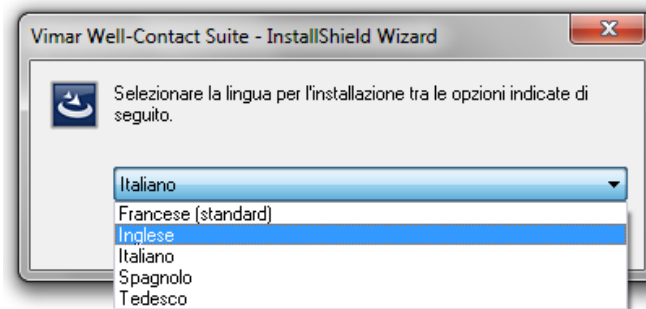 Vimar Well-Contact Suite - InstallShield Wizard
Selezionare la lingua per l'installazione tra le opzioni indicate di
seguito.
Italiano
Francese (standard)
Inglese
Italiano
Spagnolo
Tedesco